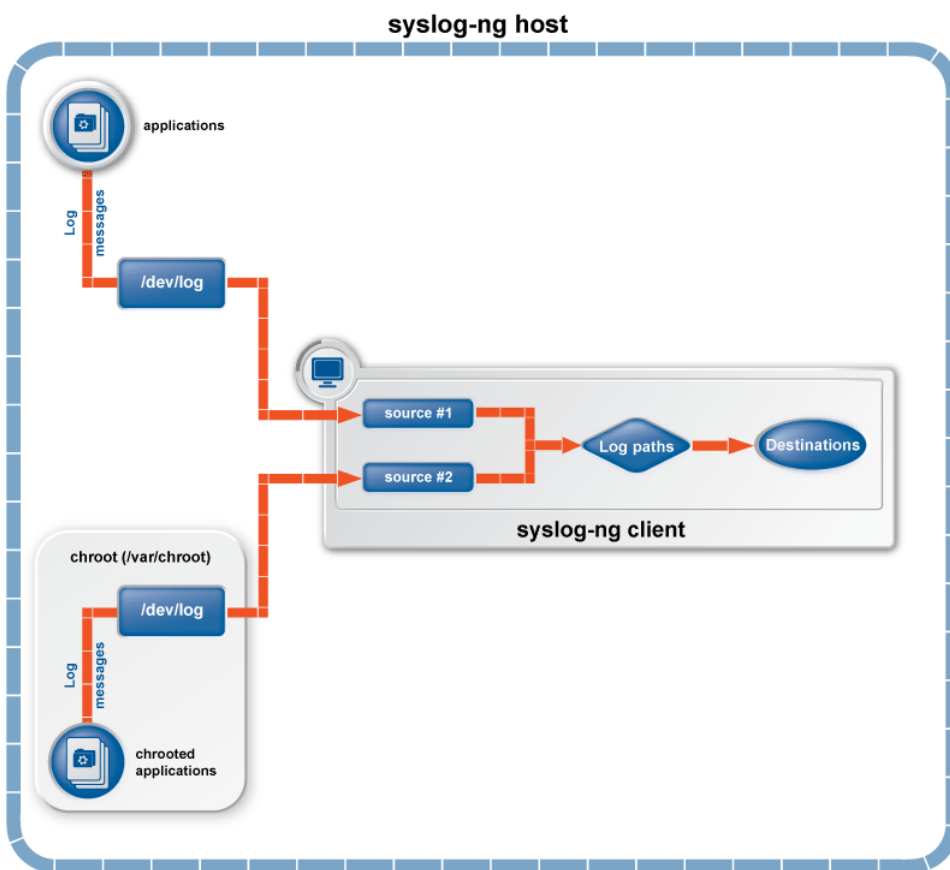 syslog-ng host
applications
Log
messages
/dev/log
source #1
source #2
Log paths
Destinations
syslog-ng client
chroot (/var/chroot)
/dev/log
Log
messages
chrooted
applications